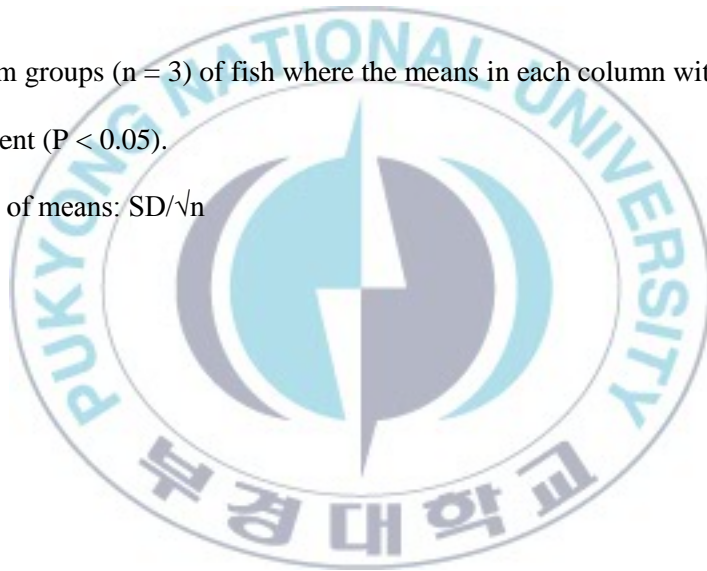 m groups (n = 3) of fish where the means in each column wit
ent (P < 0.05).
of means: SD/√n
PUKYONG NATIONAL UNIVERSITY
부경대학교